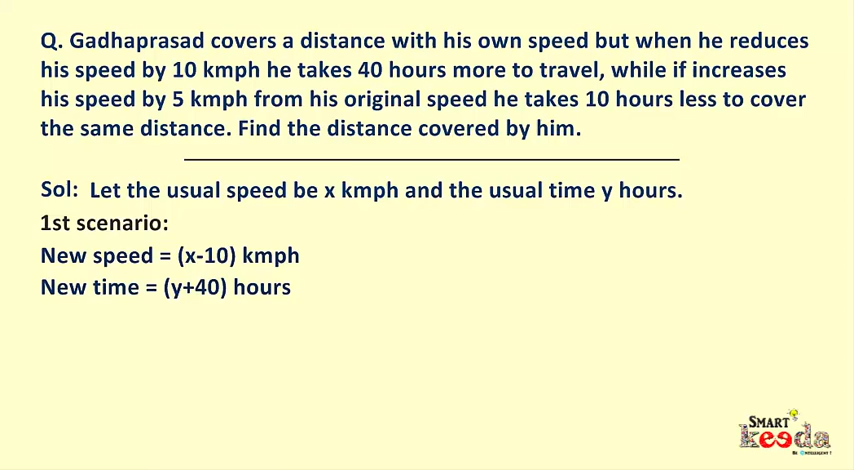 Q. Gadhaprasad covers a distance with his own speed but when he reduces
his speed by 10 kmph he takes 40 hours more to travel, while if increases
his speed by 5 kmph from his original speed he takes 10 hours less to cover
the same distance. Find the distance covered by him.
Sol: Let the usual speed be x kmph and the usual time y hours.
1st scenario:
New speed = (x-10) kmph
New time = (y+40) hours
SMART
keeda